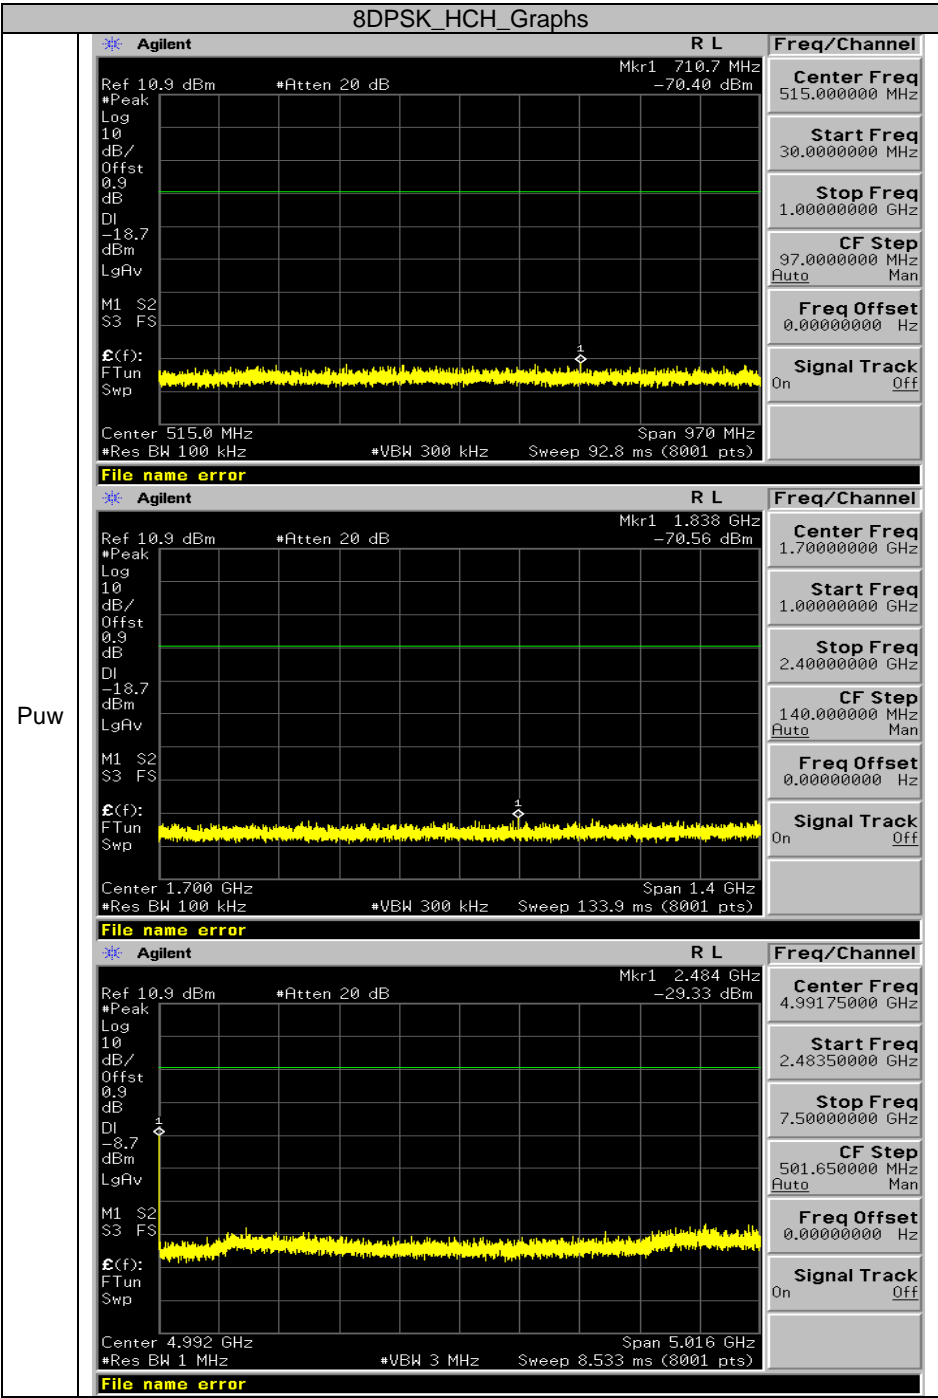 8DPSK_HCH_Graphs
Puw
Agilent R L Freq/Channel
Mkr1 710.7 MHz
Ref 10.9 dBm #Atten 20 dB -70.40 dBm
#Peak
Log
10
dB/
Offst
0.9
dB
DI
-18.7
dBm
LgAv
M1 S2
S3 FS
£(f):
FTun
Swp
1
Center 515.0 MHz Span 970 MHz
#Res BW 100 kHz #VBW 300 kHz Sweep 92.8 ms (8001 pts)
File name error
Center Freq
515.000000 MHz
Start Freq
30.0000000 MHz
Stop Freq
1.00000000 GHz
CF Step
97.0000000 MHz
Auto Man
Freq Offset
0.00000000 Hz
Signal Track
On Off
Agilent R L Freq/Channel
Mkr1 1.838 GHz
Ref 10.9 dBm #Atten 20 dB -70.56 dBm
#Peak
Log
10
dB/
Offst
0.9
dB
DI
-18.7
dBm
LgAv
M1 S2
S3 FS
£(f):
FTun
Swp
1
Center 1.700 GHz Span 1.4 GHz
#Res BW 100 kHz #VBW 300 kHz Sweep 133.9 ms (8001 pts)
File name error
Center Freq
1.70000000 GHz
Start Freq
1.00000000 GHz
Stop Freq
2.40000000 GHz
CF Step
140.000000 MHz
Auto Man
Freq Offset
0.00000000 Hz
Signal Track
On Off
Agilent R L Freq/Channel
Mkr1 2.484 GHz
Ref 10.9 dBm #Atten 20 dB -29.33 dBm
#Peak
Log
10
dB/
Offst
0.9
dB
DI
-8.7
dBm
LgAv
M1 S2
S3 FS
£(f):
FTun
Swp
1
Center 4.992 GHz Span 5.016 GHz
#Res BW 1 MHz #VBW 3 MHz Sweep 8.533 ms (8001 pts)
File name error
Center Freq
4.99175000 GHz
Start Freq
2.48350000 GHz
Stop Freq
7.50000000 GHz
CF Step
501.650000 MHz
Auto Man
Freq Offset
0.00000000 Hz
Signal Track
On Off